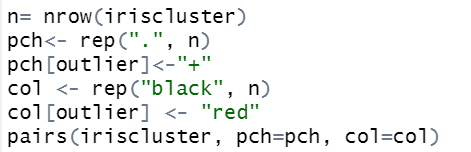 n= nrow(iriscluster)
pch<- rep(".", n)
pch[outlier]<-"+"
col <- rep("black", n)
col[outlier] <- "red"
pairs(iriscluster, pch=pch, col=col)